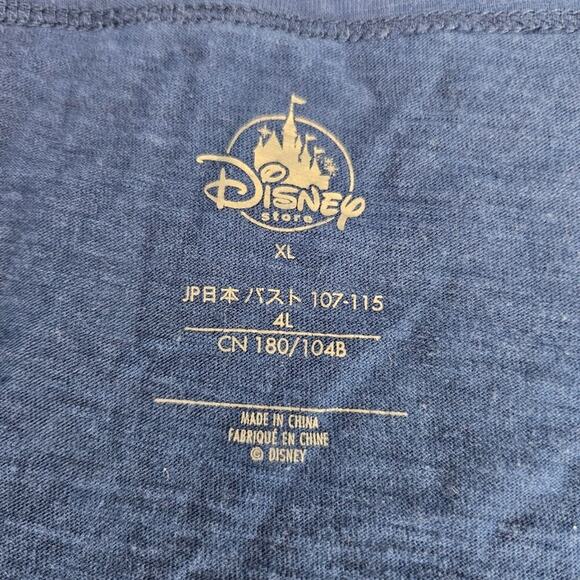 Disney
store
XL
JP日本 バスト 107-115
4L
CN 180/104B
MADE IN CHINA
FABRIQUÉ EN CHINE
© DISNEY